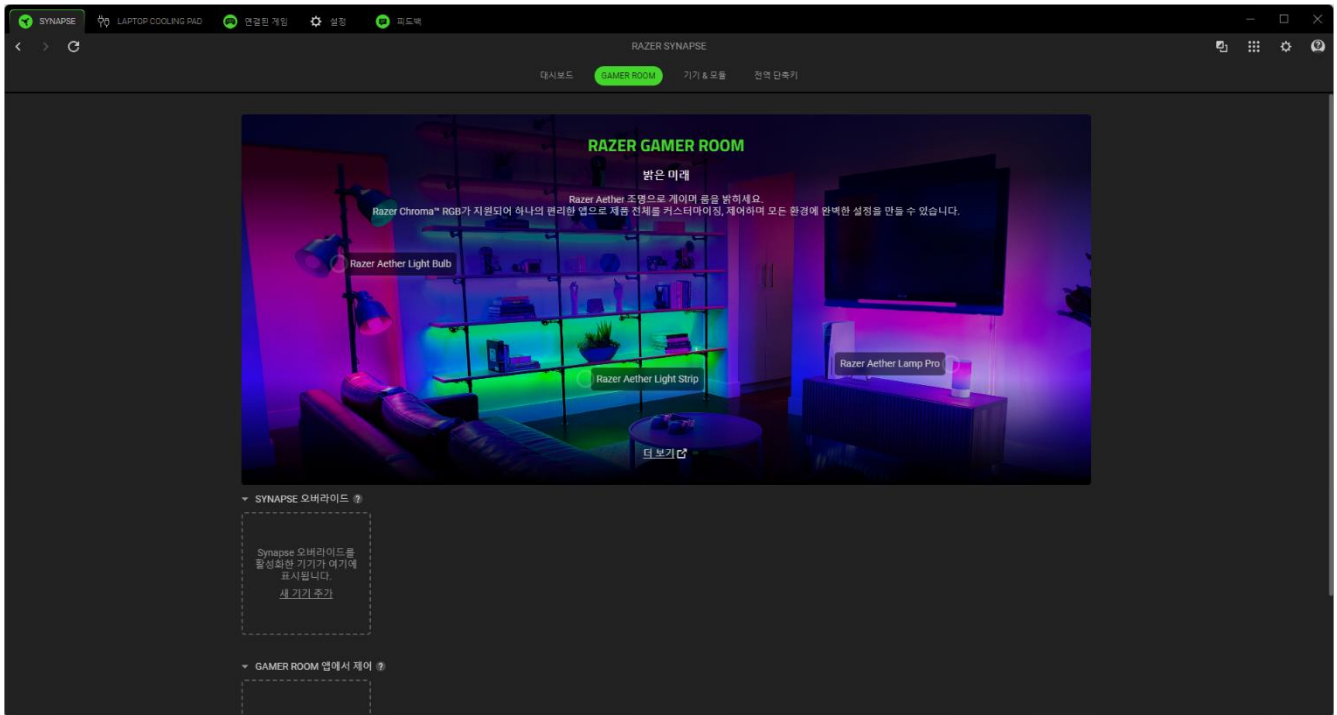 SYNAPSE
LAPTOP COOLING PAD
연결된 게임
설정
피드백
RAZER SYNAPSE
대시보드
GAMER ROOM
기기 & 모듈
전역 단축키
RAZER GAMER ROOM
밝은 미래
Razer Aether 조명으로 게이머 룸을 밝히세요.
Razer Chroma™ RGB가 지원되어 하나의 편리한 앱으로 제품 전체를 커스터마이징, 제어하며 모든 환경에 완벽한 설정을 만들 수 있습니다.
Razer Aether Light Bulb
Razer Aether Lamp Pro
Razer Aether Light Strip
더 보기
SYNAPSE 오버라이드 ?
Synapse 오버라이드를
활성화한 기기가 여기에
표시됩니다.
새 기기 추가
GAMER ROOM 앱에서 제어 ?